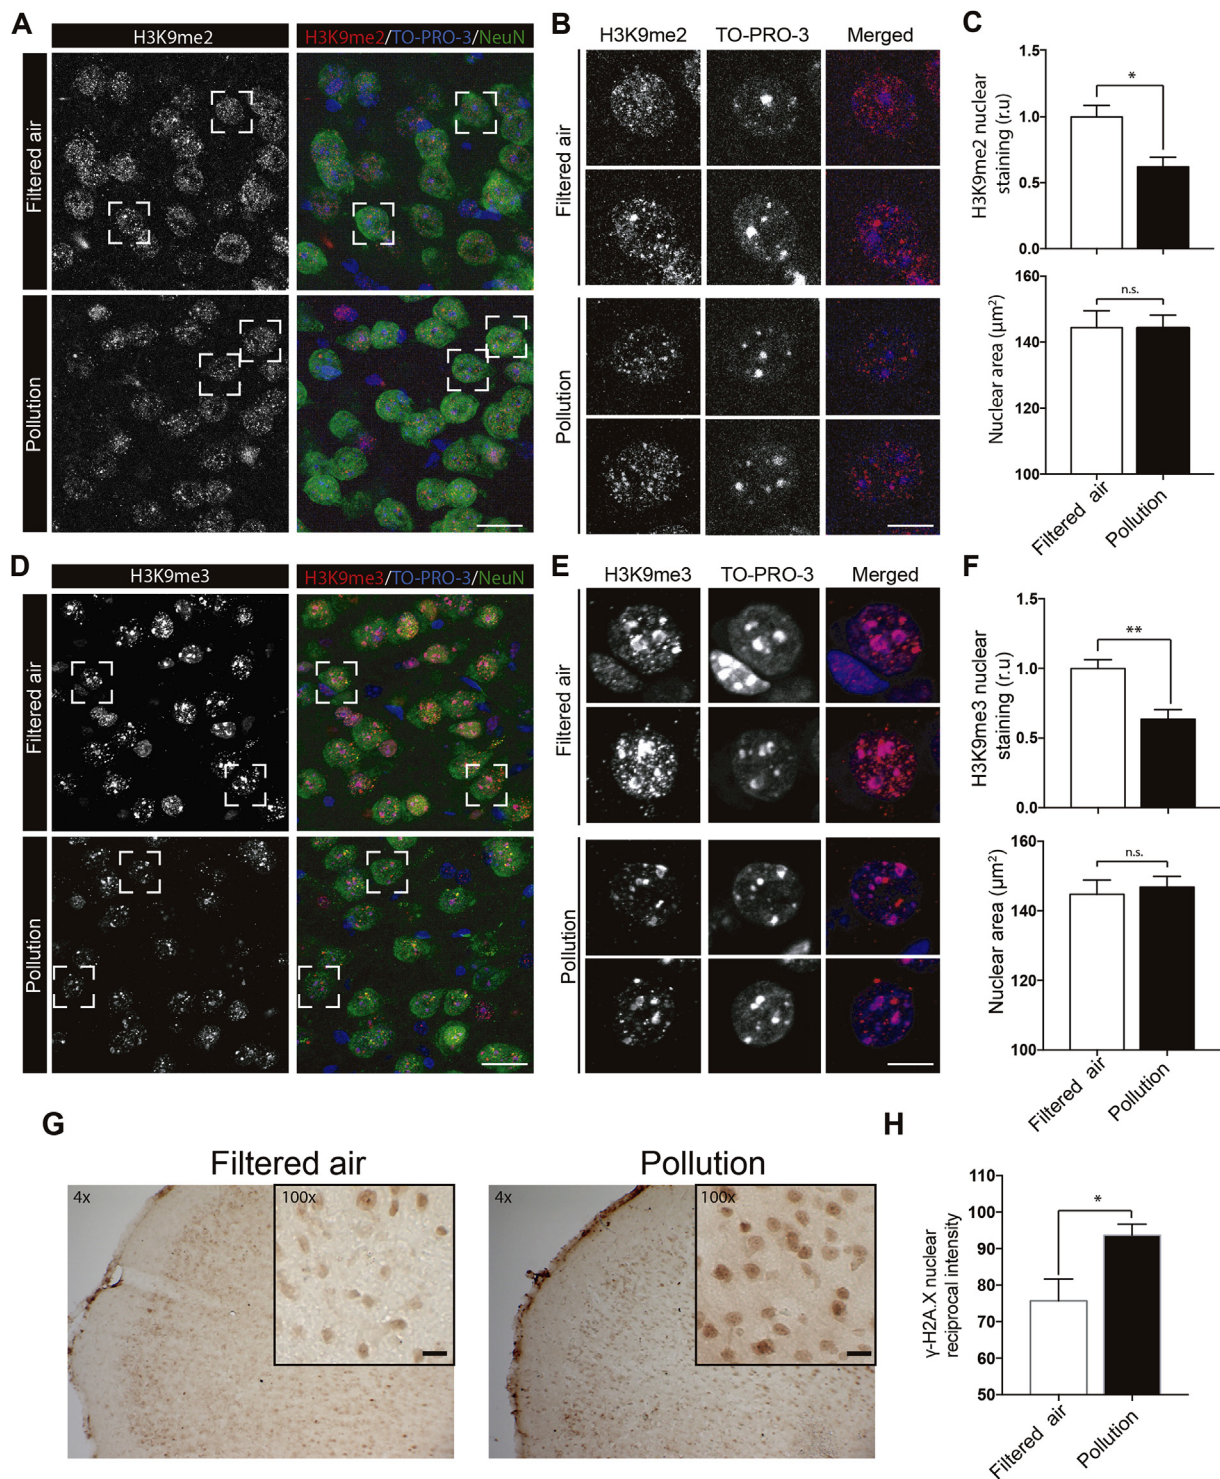 A
H3K9me2
H3K9me2/TO-PRO-3/NeuN
Filtered air
Pollution
B
H3K9me2 TO-PRO-3 Merged
Filtered air
Pollution
C
H3K9me2 nuclear
staining (r.u)
1.5
1.0
0.5
0.0
*
Nuclear area (µm²)
160
140
120
100
n.s.
Filtered air
Pollution
D
H3K9me3
H3K9me3/TO-PRO-3/NeuN
Filtered air
Pollution
E
H3K9me3 TO-PRO-3 Merged
Filtered air
Pollution
F
H3K9me3 nuclear
staining (r.u)
1.5
1.0
0.5
0.0
**
Nuclear area (µm²)
160
140
120
100
n.s.
Filtered air
Pollution
G
Filtered air
4x
100x
Pollution
4x
100x
H
γ-H2A.X nuclear
reciprocal intensity
110
100
90
80
70
60
50
*
Filtered air
Pollution